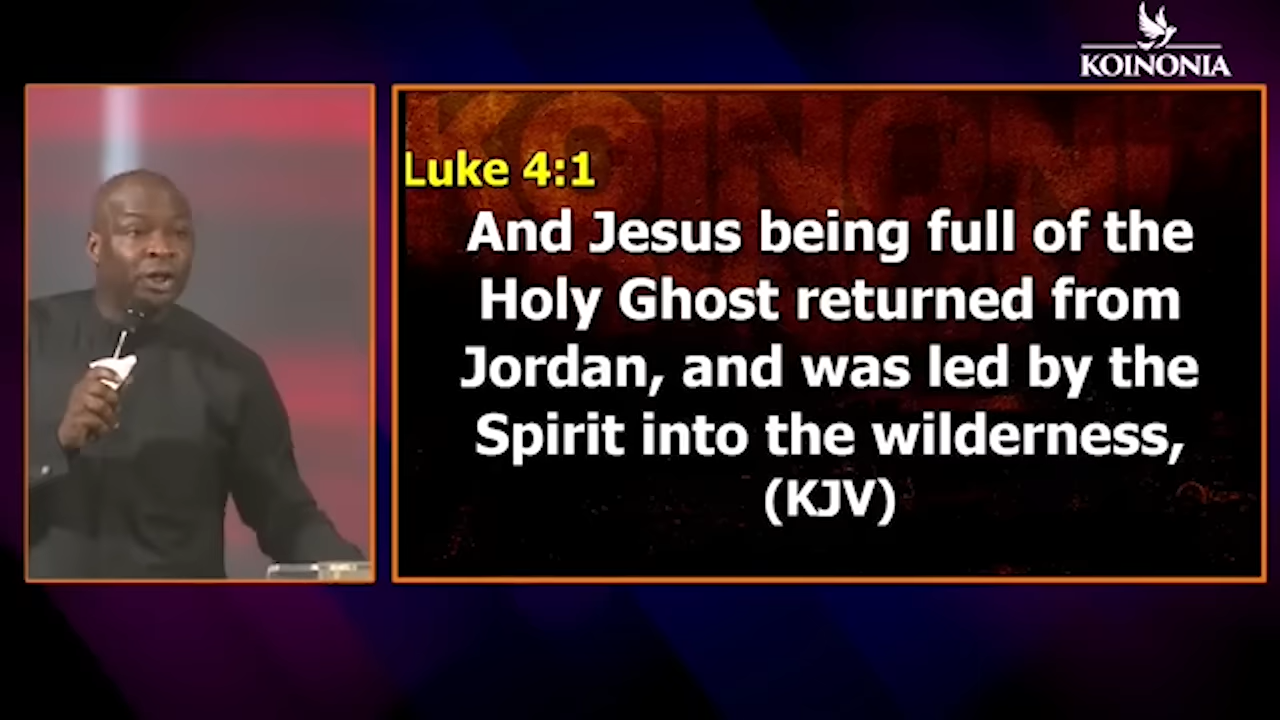 KOINONIA
KOINONI
Luke 4:1
And Jesus being full of the
Holy Ghost returned from
Jordan, and was led by the
Spirit into the wilderness,
(KJV)